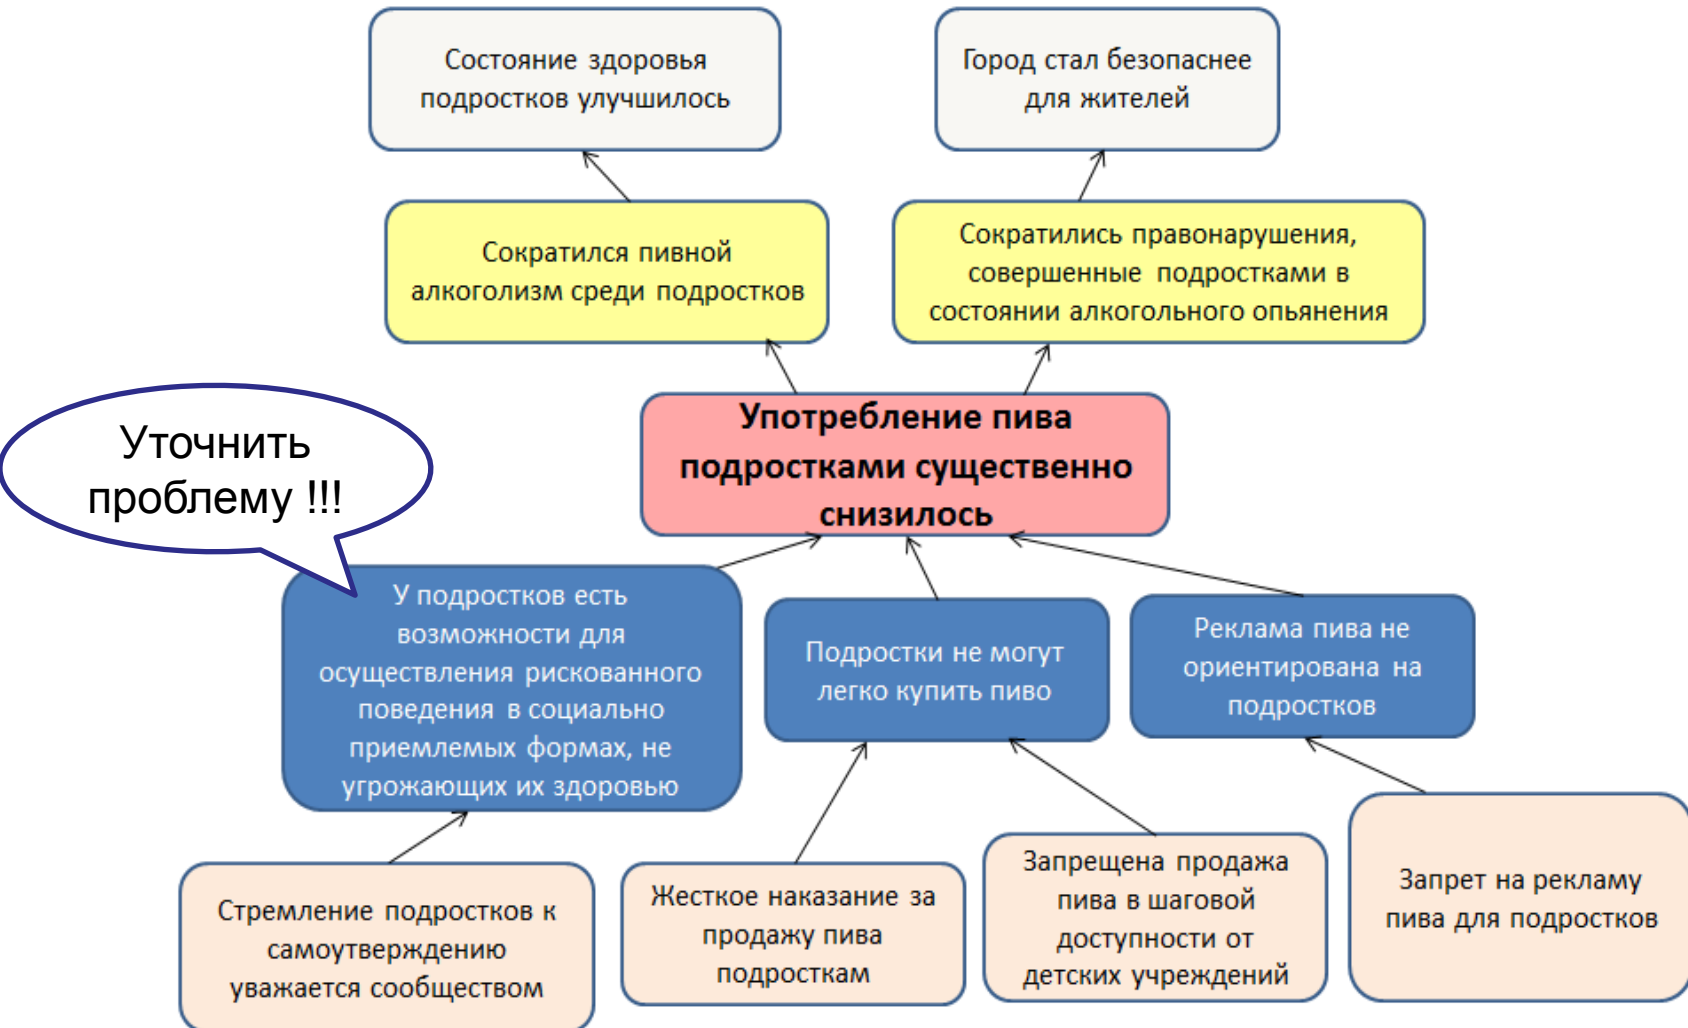 Состояние здоровья
подростков улучшилось
Город стал безопаснее
для жителей
Сократился пивной
алкоголизм среди подростков
Сократились правонарушения,
совершенные подростками в
состоянии алкогольного опьянения
Употребление пива
подростками существенно
снизилось
Уточнить
проблему !!!
У подростков есть
возможности для
осуществления рискованного
поведения в социально
приемлемых формах, не
угрожающих их здоровью
Подростки не могут
легко купить пиво
Реклама пива не
ориентирована на
подростков
Стремление подростков к
самоутверждению
уважается сообществом
Жесткое наказание за
продажу пива
подросткам
Запрещена продажа
пива в шаговой
доступности от
детских учреждений
Запрет на рекламу
пива для подростков